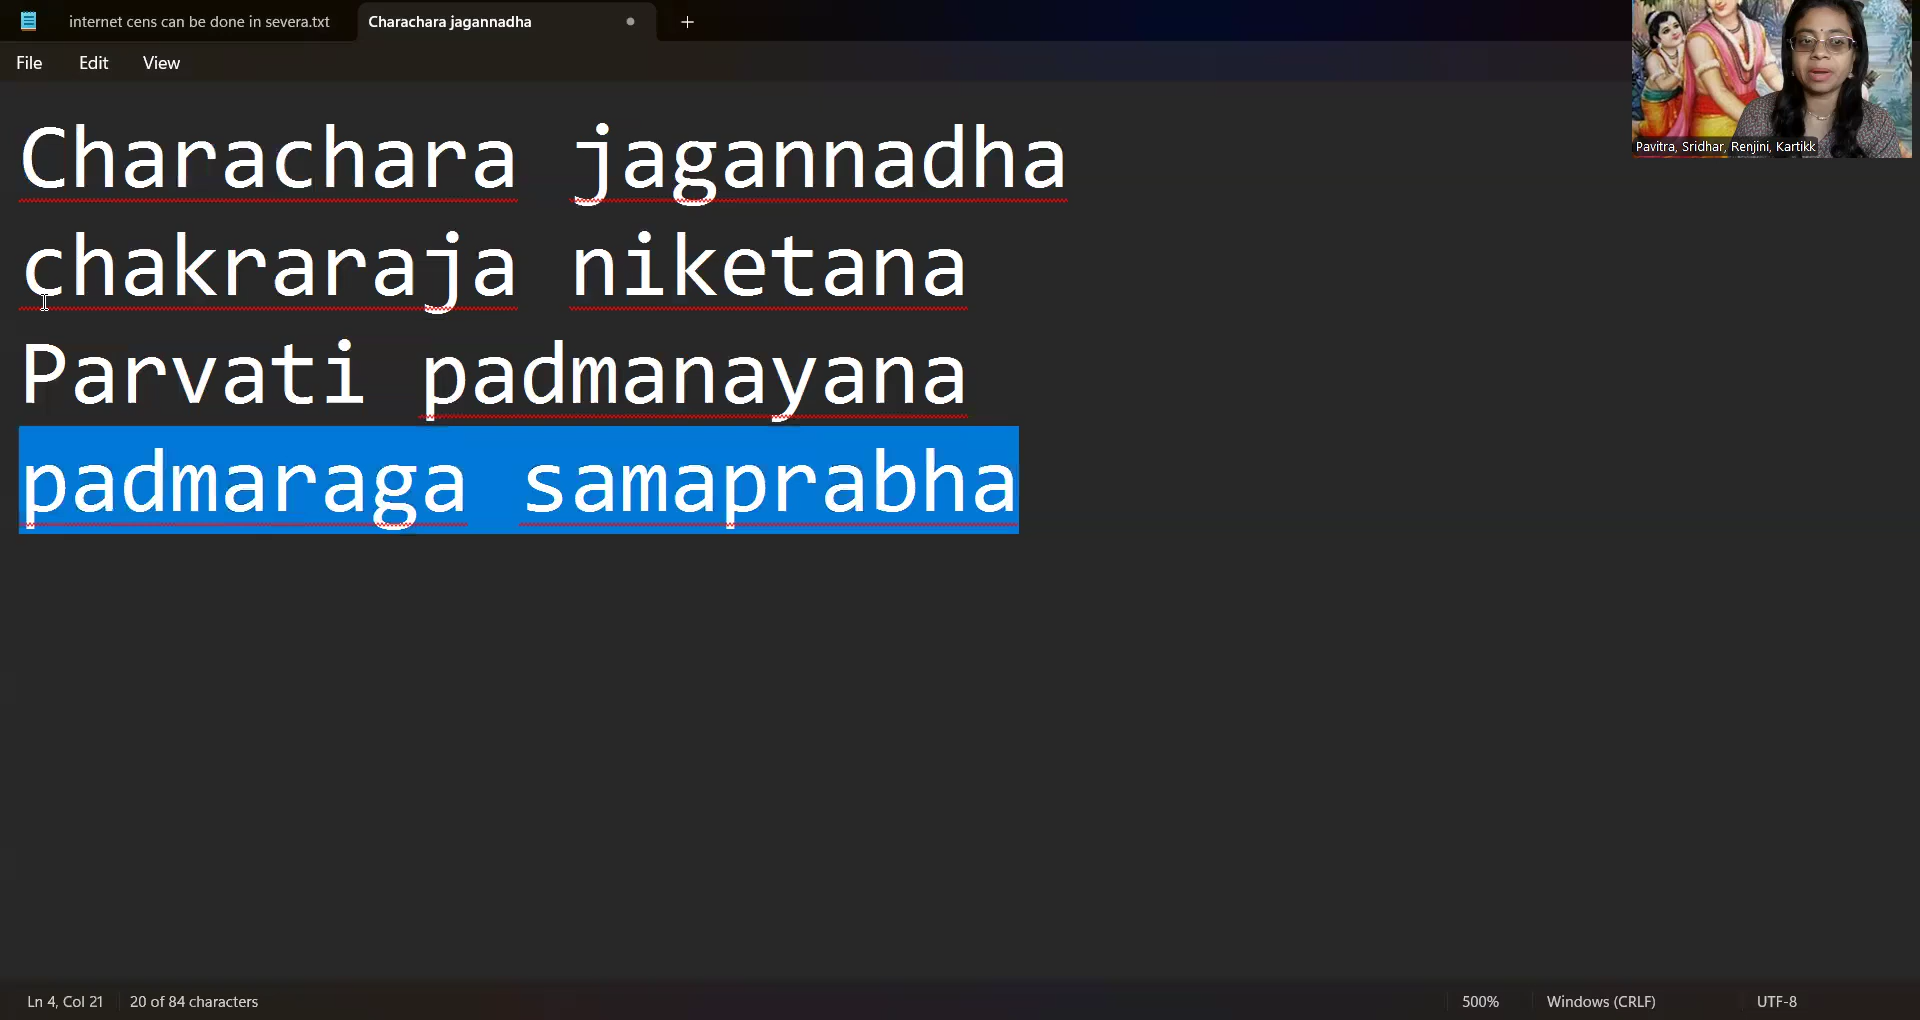 internet cens can be done in severa.txt
Charachara jagannadha
File Edit View
Charachara jagannadha
chakraraja niketana
Parvati padmanayana
padmaraga samaprabha
Pavitra, Sridhar, Renjini, Kartikk
Ln 4, Col 21 20 of 84 characters 500% Windows (CRLF) UTF-8